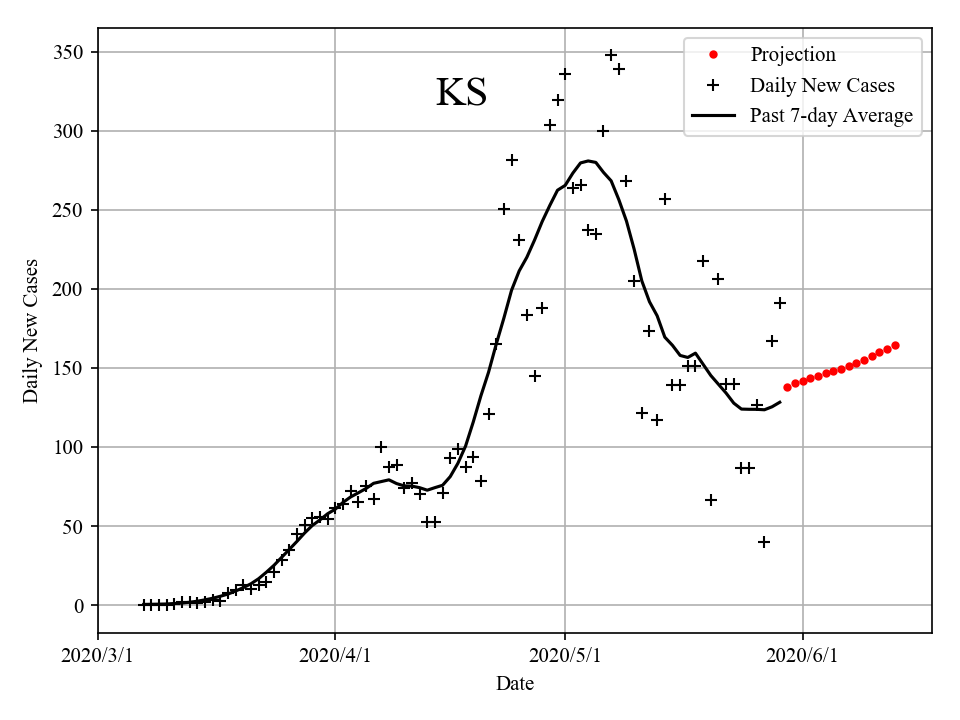 KS
Projection
Daily New Cases
Past 7-day Average
350
300
250
200
150
100
50
0
Daily New Cases
2020/3/1
2020/4/1
2020/5/1
2020/6/1
Date